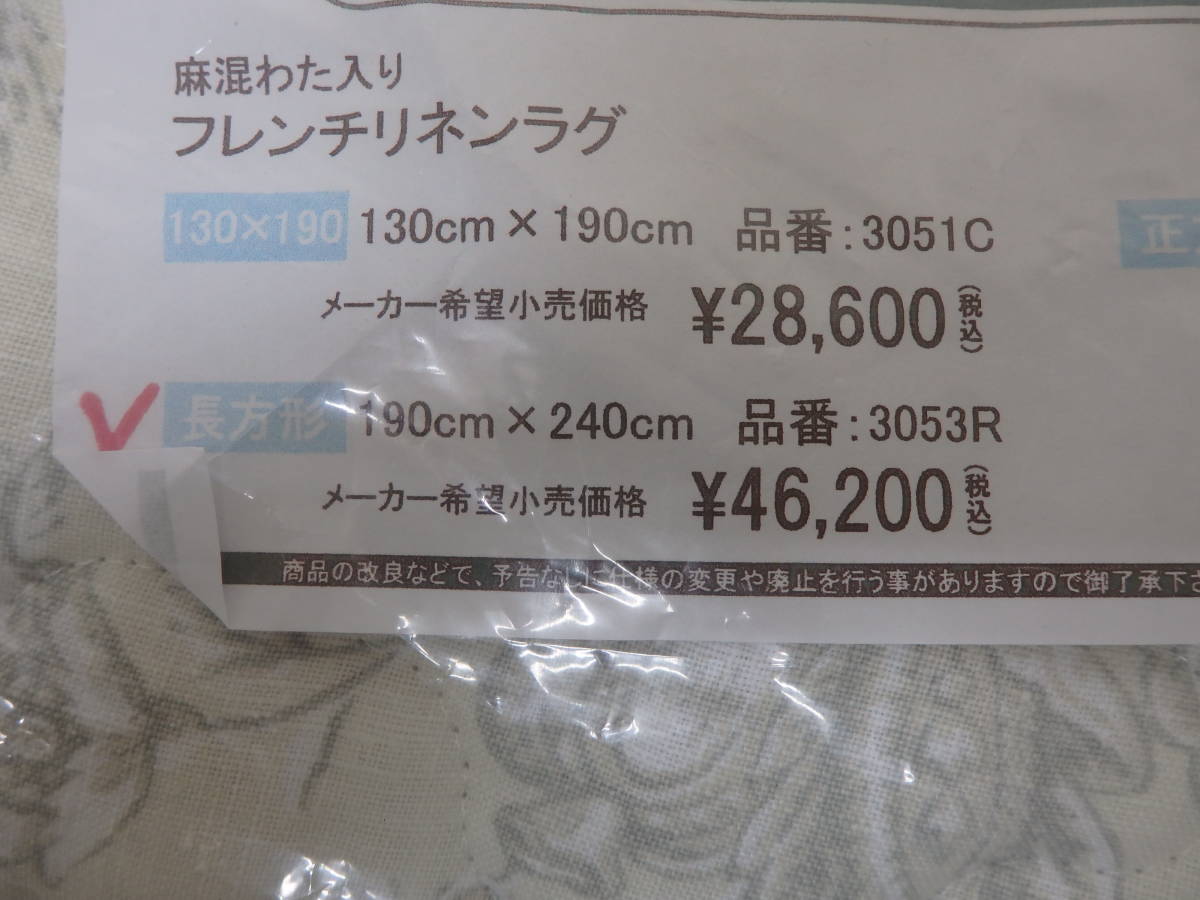 麻混わた入り
フレンチリネンラグ
130×190 130cm×190cm 品番:3051C
正
メーカー希望小売価格 ¥28,600(税込)
長方形 190cm×240cm 品番:3053R
メーカー希望小売価格 ¥46,200(税込)
商品の改良などで、予告なしに仕様の変更や廃止を行う事がありますので御了承下